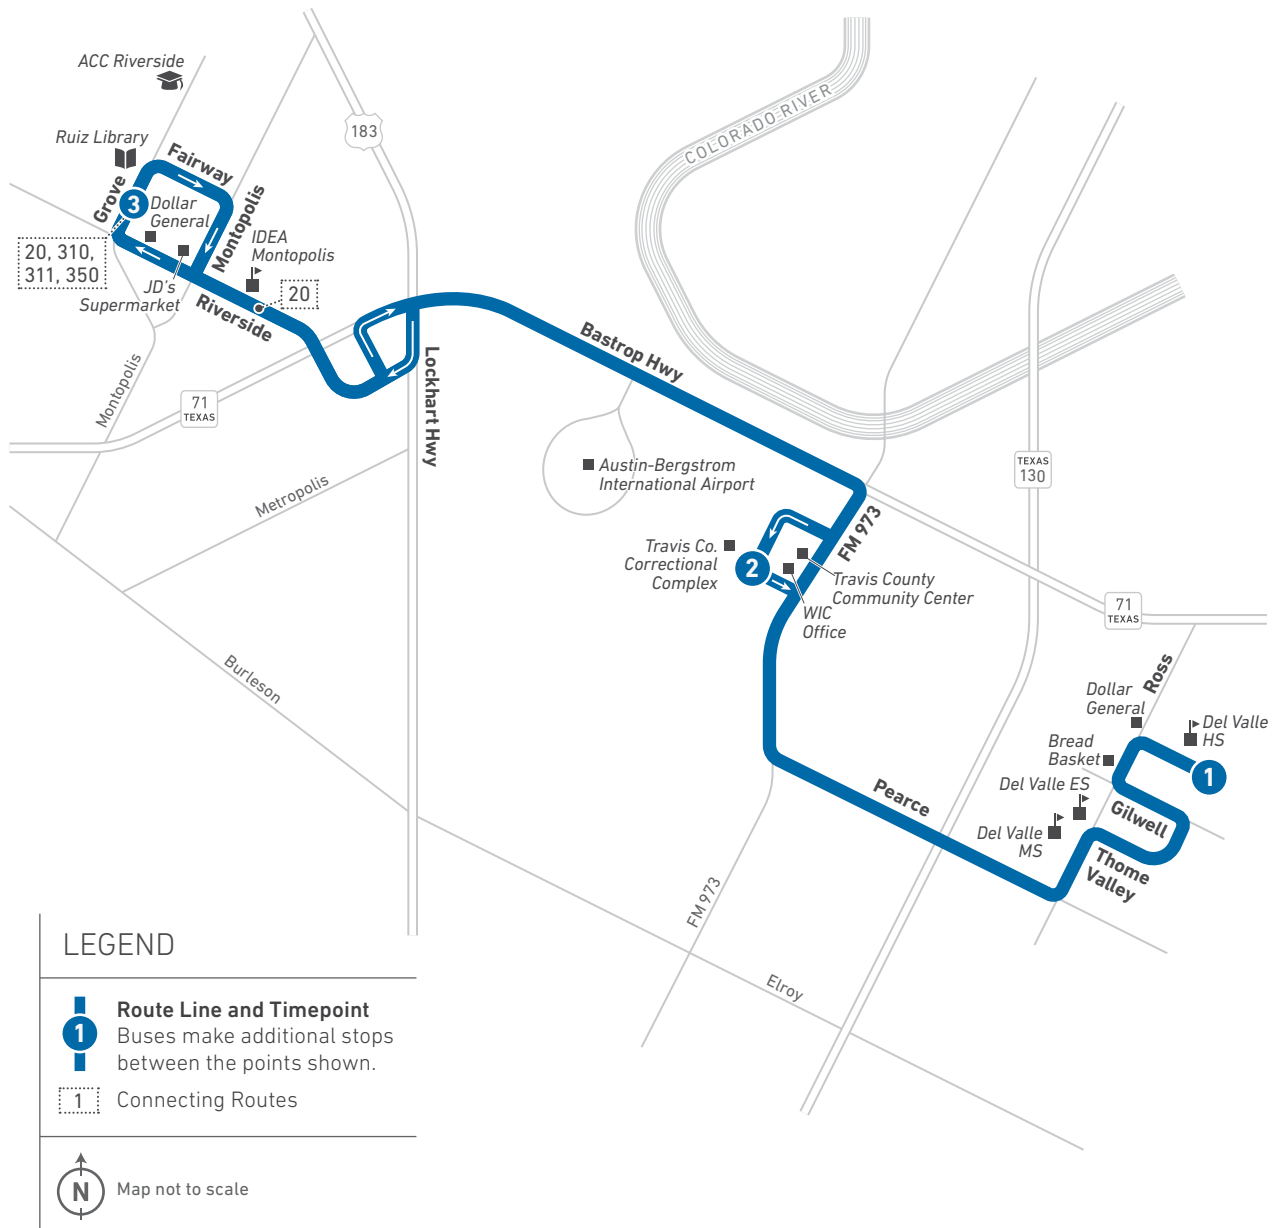 ACC Riverside
Ruiz Library
183
COLORADO RIVER
Fairway
Grove
3
Dollar
General
Montopolis
IDEA
Montopolis
20, 310,
311, 350
JD's
Supermarket
20
Riverside
Bastrop Hwy
Lockhart Hwy
Montopolis
71
TEXAS
Metropolis
Austin-Bergstrom
International Airport
TEXAS
130
FM 973
Travis Co.
Correctional
Complex
2
Travis County
Community Center
WIC
Office
71
TEXAS
Burleson
Ross
Dollar
General
Del Valle
HS
Bread
Basket
1
Del Valle ES
Gilwell
Pearce
Del Valle
MS
Thome
Valley
FM 973
Elroy
LEGEND
Route Line and Timepoint
1
Buses make additional stops
between the points shown.
1
Connecting Routes
N
Map not to scale